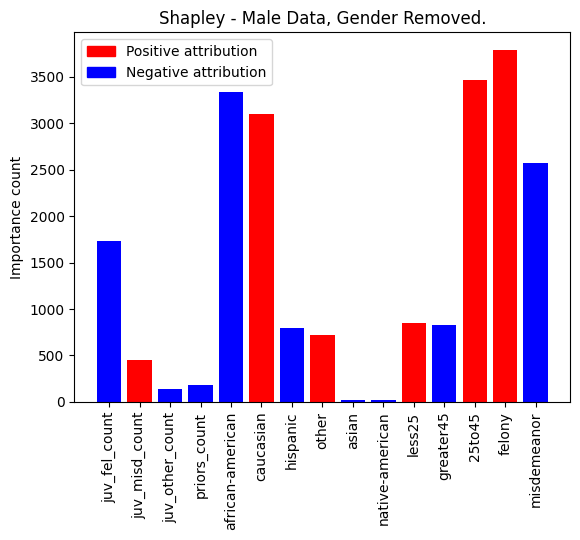 Shapley - Male Data, Gender Removed.
Positive attribution
Negative attribution
Importance count
3500
3000
2500
2000
1500
1000
500
0
juv_fel_count
juv_misd_count
juv_other_count
priors_count
african-american
caucasian
hispanic
other
asian
native-american
less25
greater45
25to45
felony
misdemeanor